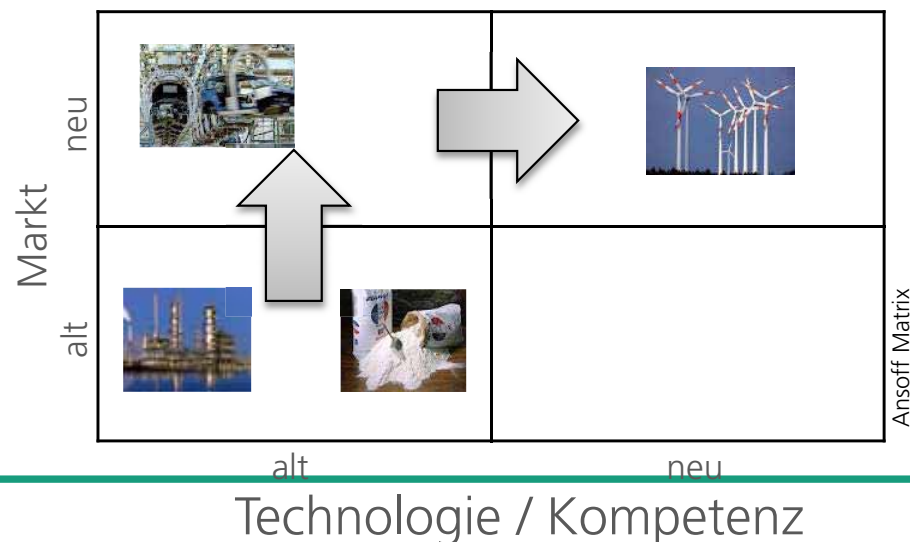 neu
Markt
alt
Ansoff Matrix
alt
neu
Technologie / Kompetenz